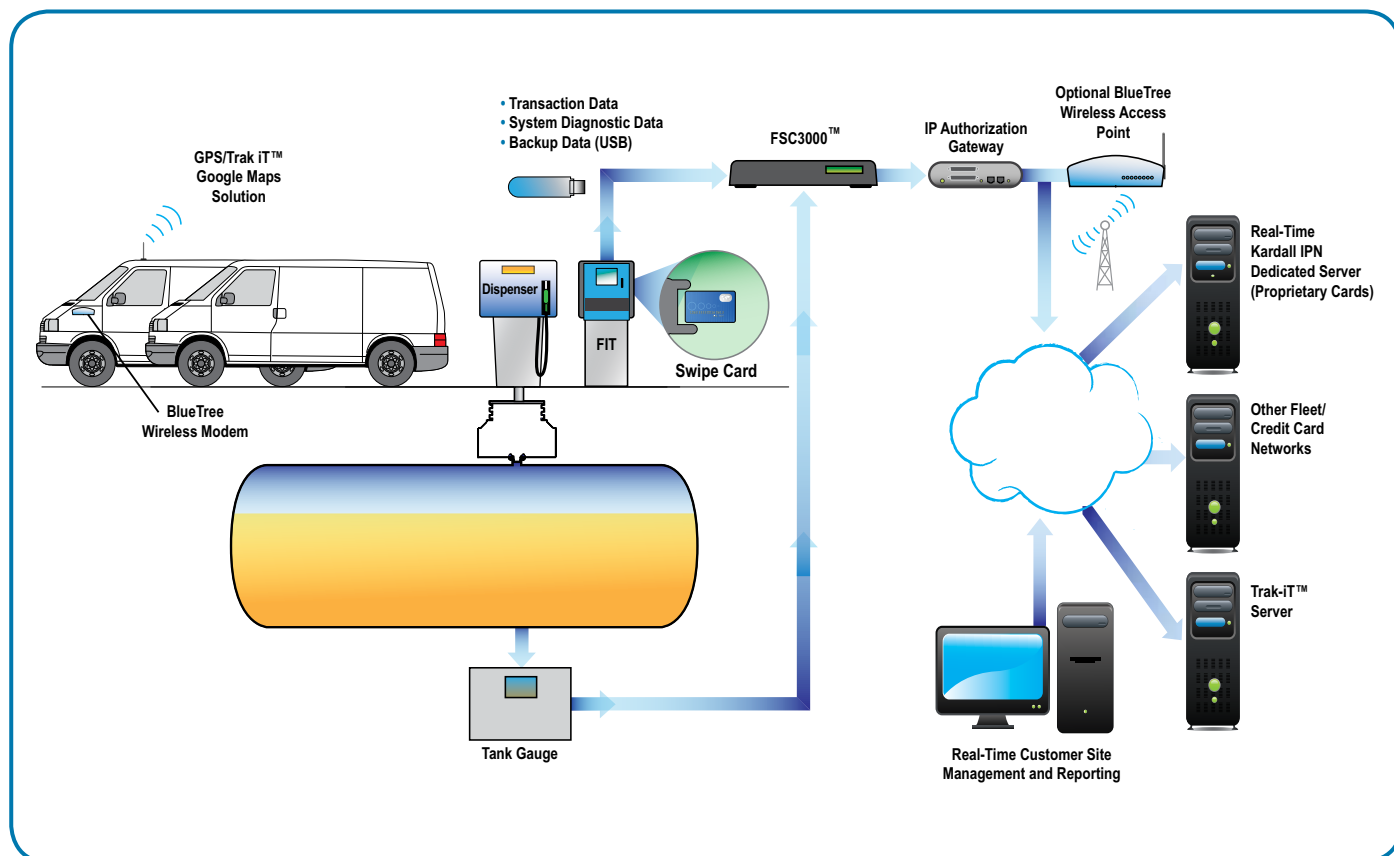 • Transaction Data
• System Diagnostic Data
• Backup Data (USB)
GPS/Trak iT™
Google Maps
Solution
FSC3000™
IP Authorization
Gateway
Optional BlueTree
Wireless Access
Point
Real-Time
Kardall IPN
Dedicated Server
(Proprietary Cards)
Dispenser
FIT
Swipe Card
BlueTree
Wireless Modem
Other Fleet/
Credit Card
Networks
Trak-iT™
Server
Tank Gauge
Real-Time Customer Site
Management and Reporting